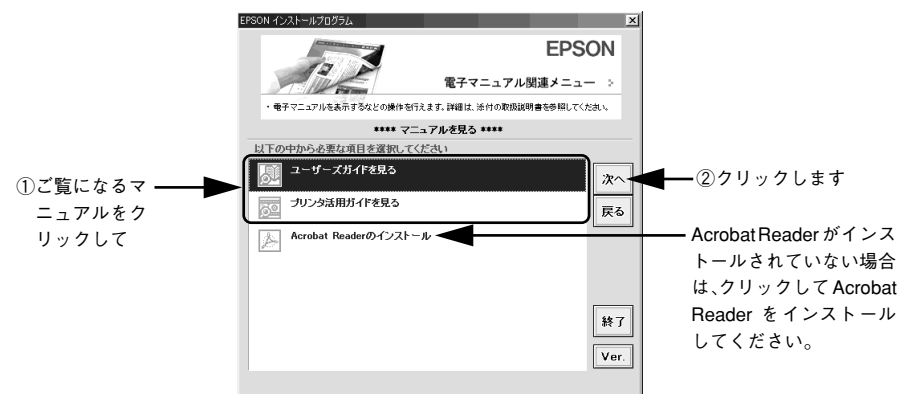 EPSON インストールプログラム
EPSON
電子マニュアル関連メニュー
・電子マニュアルを表示するなどの操作を行えます。詳細は、添付の取扱説明書を参照してください。
**** マニュアルを見る ****
以下の中から必要な項目を選択してください
ユーザーズガイドを見る
プリンタ活用ガイドを見る
Acrobat Readerのインストール
次へ
戻る
終了
Ver.
①ご覧になるマ
ニュアルをク
リックして
②クリックします
Acrobat Reader がインス
トールされていない場合
は、クリックして Acrobat
Reader をインストール
してください。